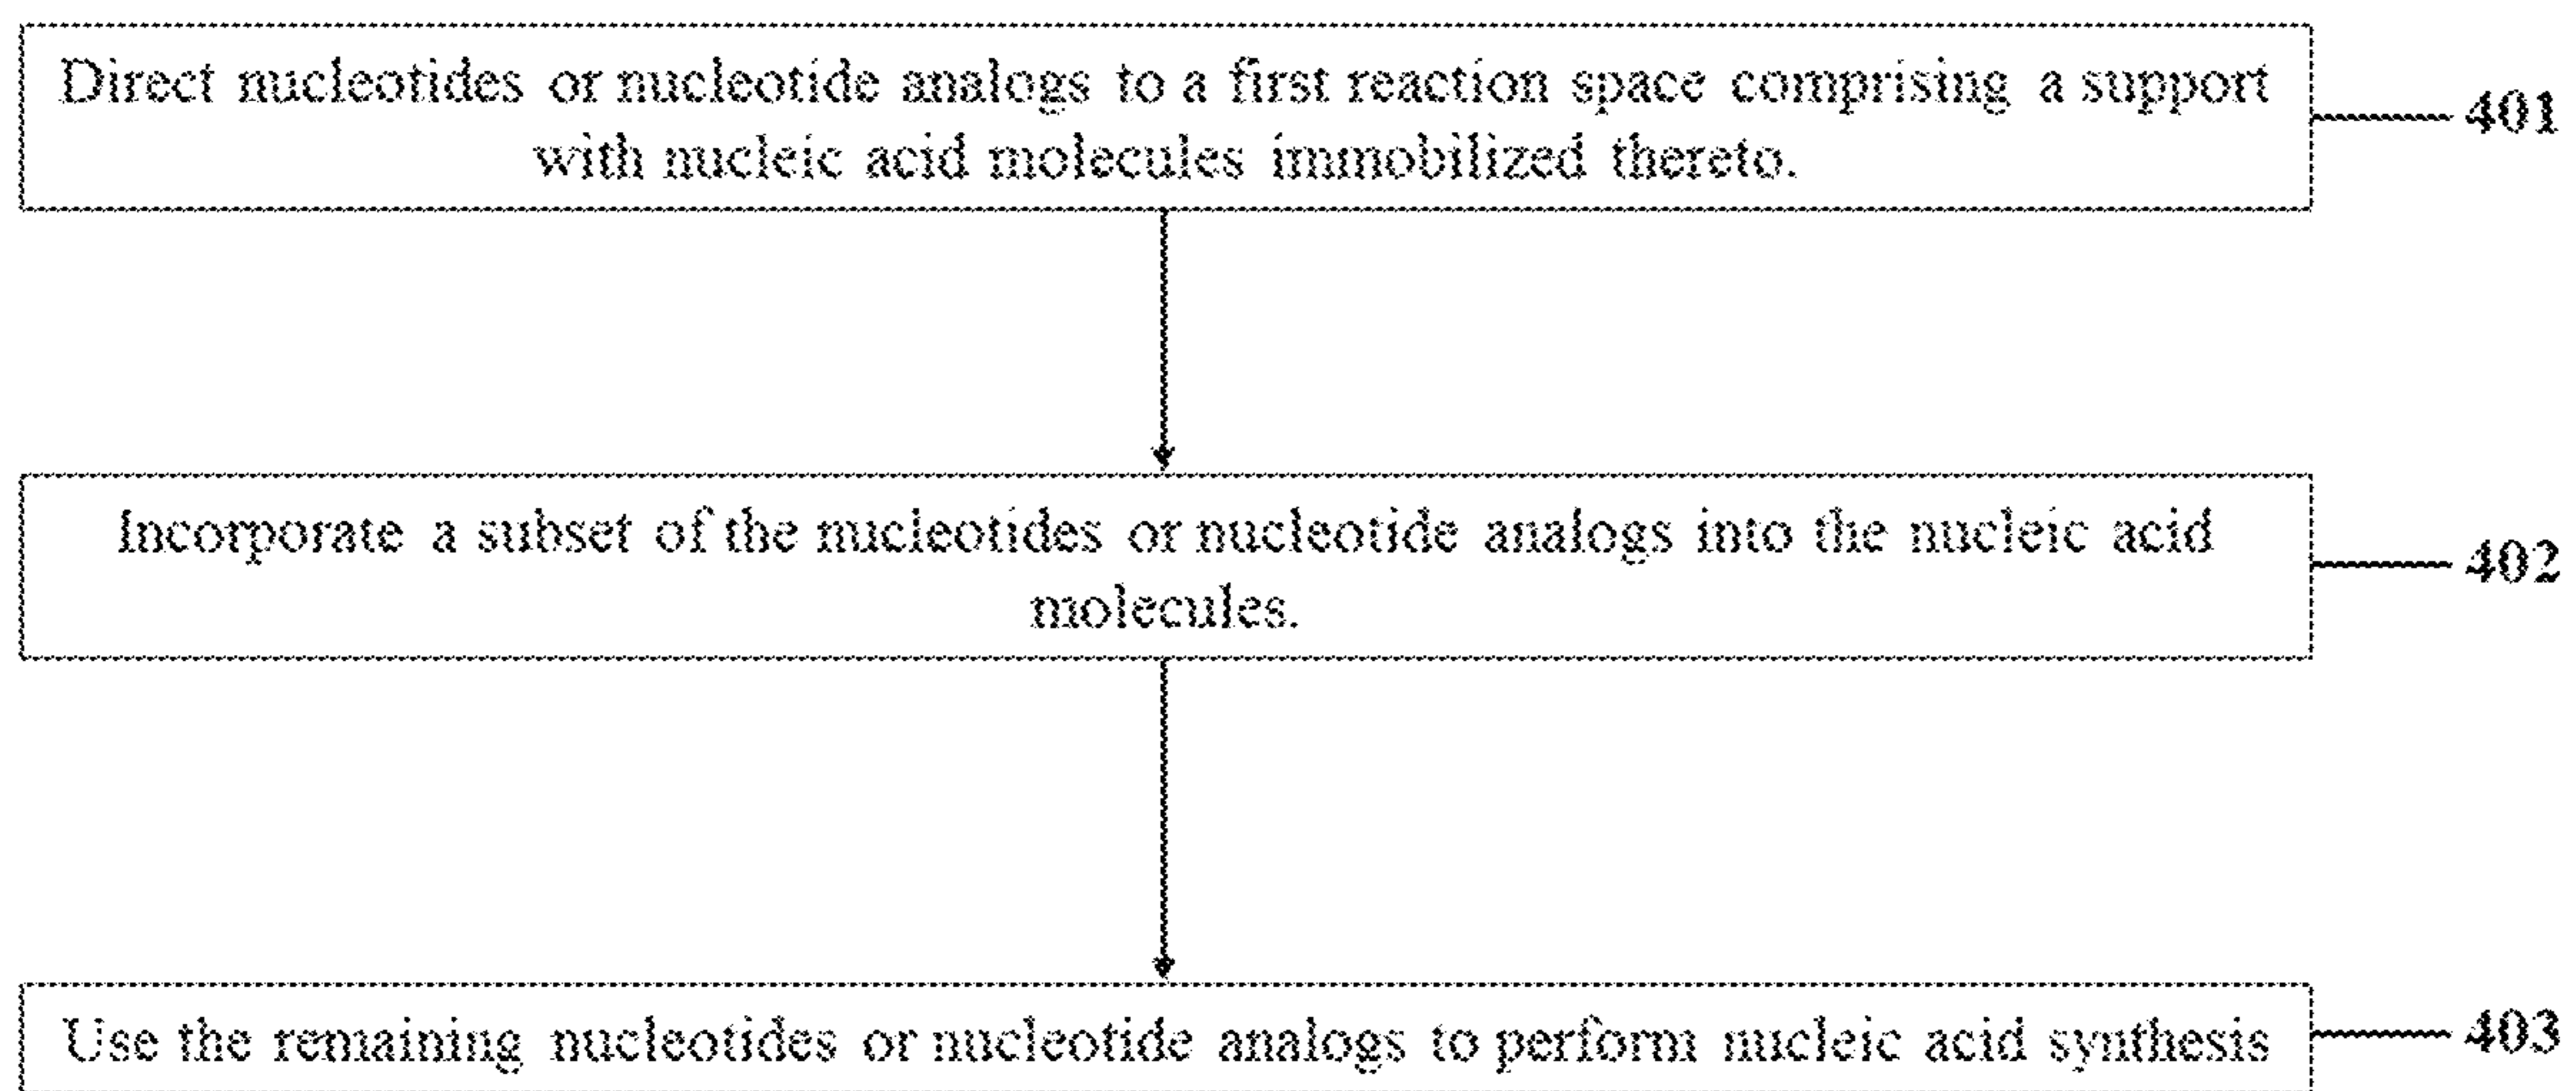 Direct nucleotides or nucleotide analogs to a first reaction space comprising a support
with nucleic acid molecules immobilized thereto.
401
Incorporate a subset of the nucleotides or nucleotide analogs into the nucleic acid
molecules.
402
Use the remaining nucleotides or nucleotide analogs to perform nucleic acid synthesis
403